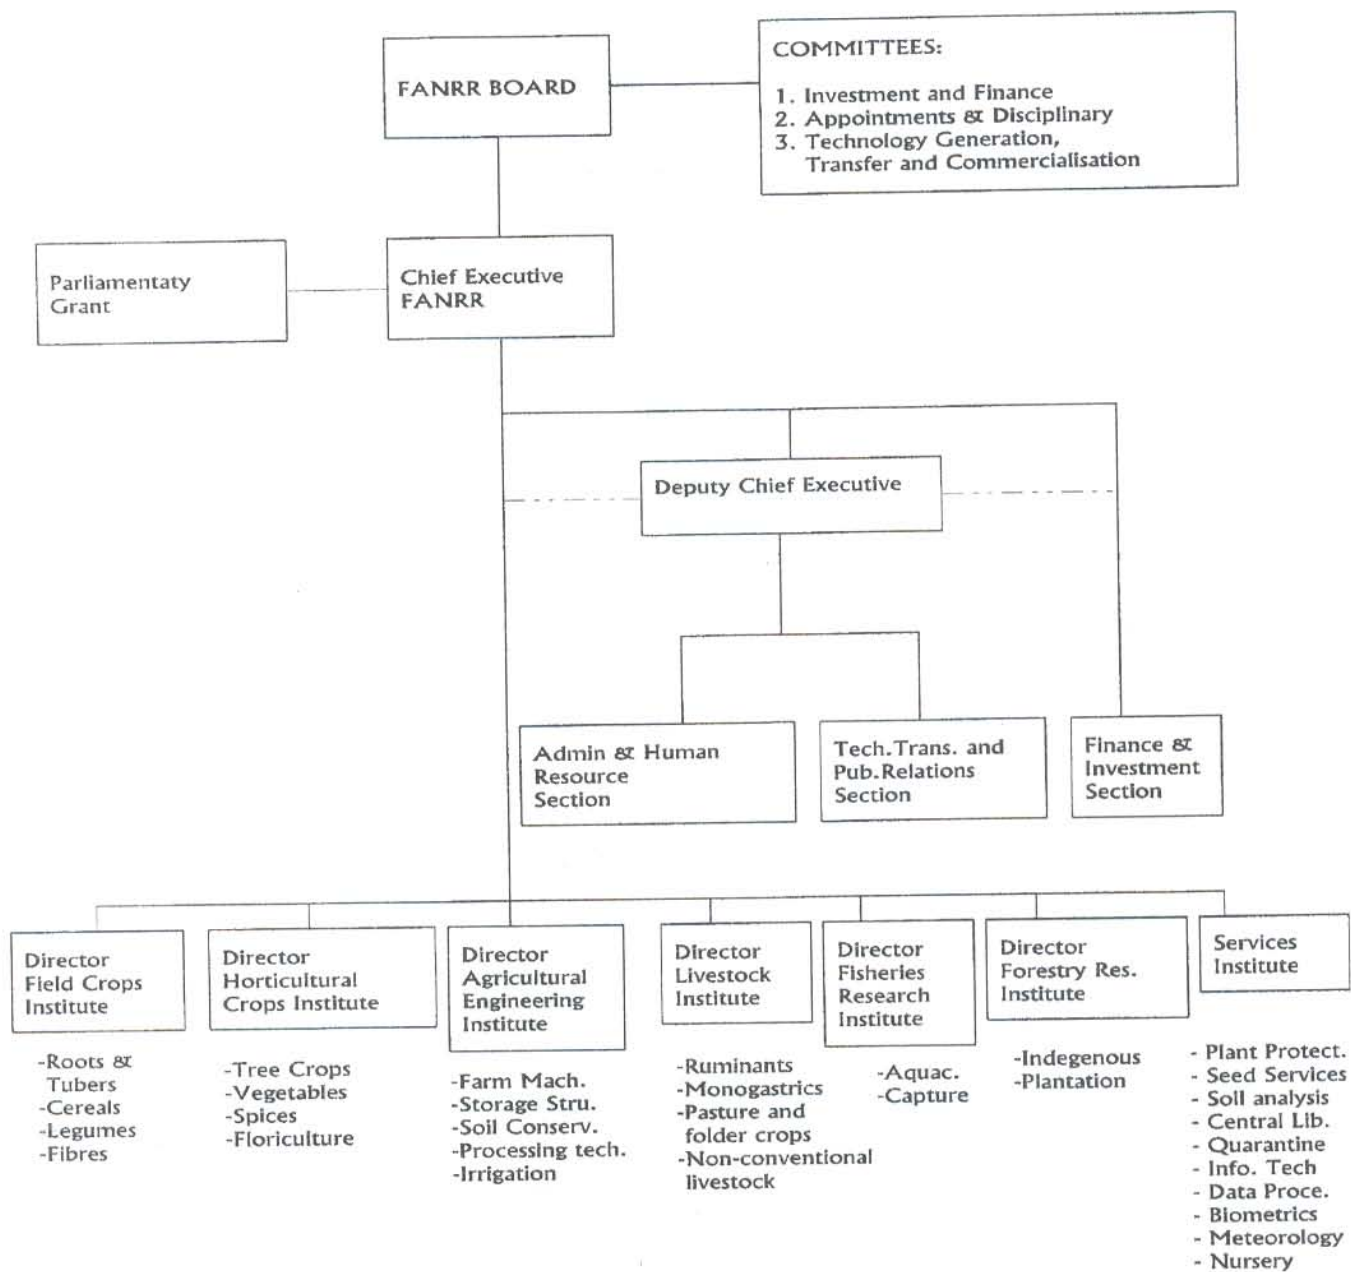 FANRR BOARD
COMMITTEES:
1. Investment and Finance
2. Appointments & Disciplinary
3. Technology Generation,
Transfer and Commercialisation
Parliamentaty
Grant
Chief Executive
FANRR
Deputy Chief Executive
Admin & Human
Resource
Section
Tech.Trans. and
Pub.Relations
Section
Finance &
Investment
Section
Director
Field Crops
Institute
-Roots &
Tubers
-Cereals
-Legumes
-Fibres
Director
Horticultural
Crops Institute
-Tree Crops
-Vegetables
-Spices
-Floriculture
Director
Agricultural
Engineering
Institute
-Farm Mach.
-Storage Stru.
-Soil Conserv.
-Processing tech.
-Irrigation
Director
Livestock
Institute
-Ruminants
-Monogastrics
-Pasture and
folder crops
-Non-conventional
livestock
Director
Fisheries
Research
Institute
-Aquac.
-Capture
Director
Forestry Res.
Institute
-Indegenous
-Plantation
Services
Institute
- Plant Protect.
- Seed Services
- Soil analysis
- Central Lib.
- Quarantine
- Info. Tech
- Data Proce.
- Biometrics
- Meteorology
- Nursery